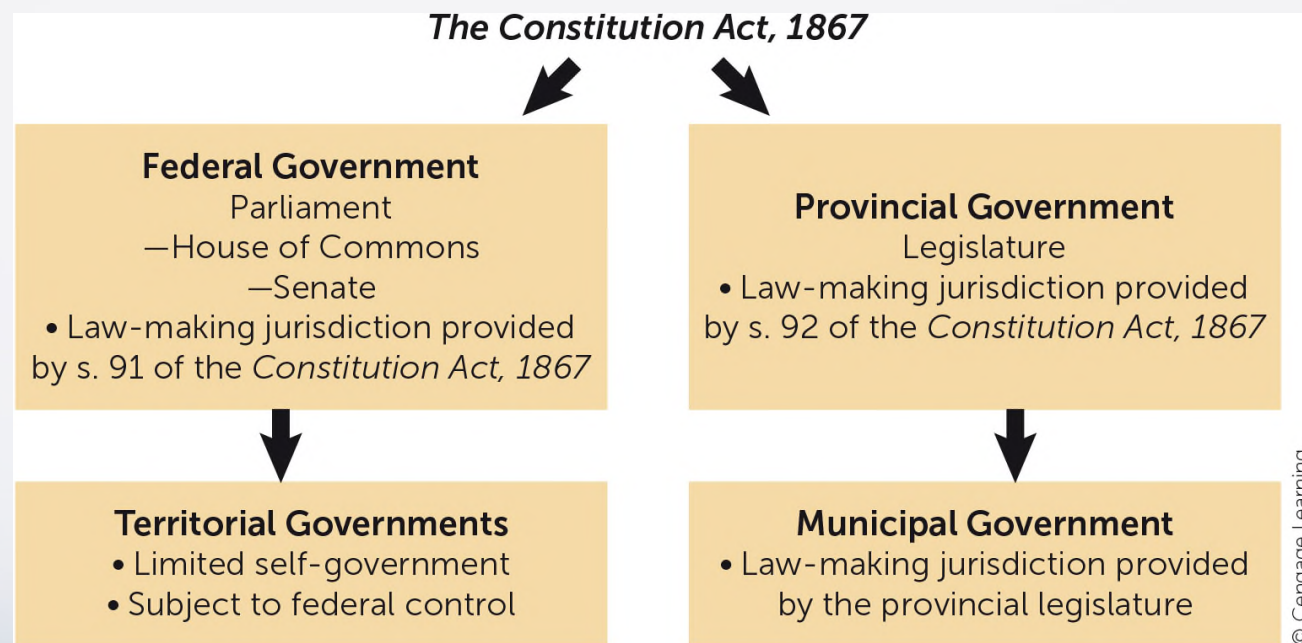 The Constitution Act, 1867
Federal Government
Parliament
—House of Commons
—Senate
• Law-making jurisdiction provided
by s. 91 of the Constitution Act, 1867
Provincial Government
Legislature
• Law-making jurisdiction provided
by s. 92 of the Constitution Act, 1867
Territorial Governments
• Limited self-government
• Subject to federal control
Municipal Government
• Law-making jurisdiction provided
by the provincial legislature
© Cengage Learning